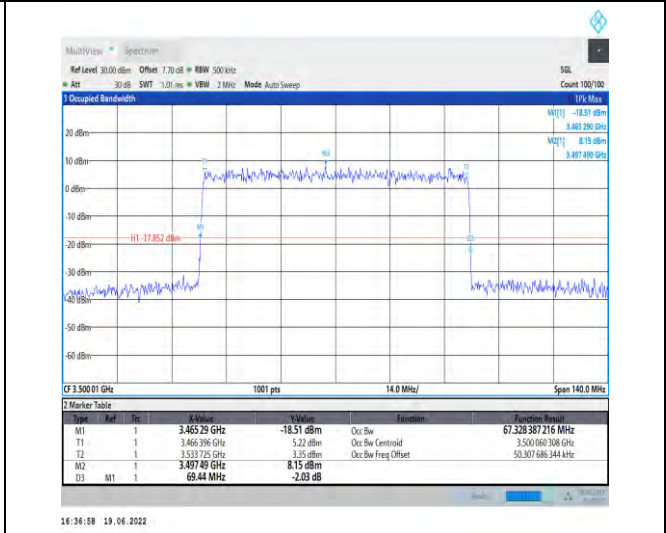 MultiView Spectrum
Ref Level 30.00 dBm Offset 7.70 dB RBW 500 kHz SGL
Att 30 dB SWT 1.01 ms VBW 2 MHz Mode Auto Sweep Count 100/100
1 Occupied Bandwidth 1Pk Max
M1[1] -18.51 dBm
3.465 290 GHz
M2[1] 8.15 dBm
3.497 490 GHz
20 dBm
10 dBm
0 dBm
-10 dBm
-20 dBm
-30 dBm
-40 dBm
-50 dBm
-60 dBm
T1
M2
T2
M1
H1 -17.852 dBm
D3
CF 3.500 01 GHz 1001 pts 14.0 MHz/ Span 140.0 MHz
2 Marker Table
Type Ref Trc X-Value Y-Value Function Function Result
M1 1 3.465 29 GHz -18.51 dBm Occ Bw 67.328 387 216 MHz
T1 1 3.466 396 GHz 5.22 dBm Occ Bw Centroid 3.500 060 308 GHz
T2 1 3.533 725 GHz 3.35 dBm Occ Bw Freq Offset 50.307 686 344 kHz
M2 1 3.497 49 GHz 8.15 dBm
D3 M1 1 69.44 MHz -2.03 dB
Ready
16:36:58 19.06.2022